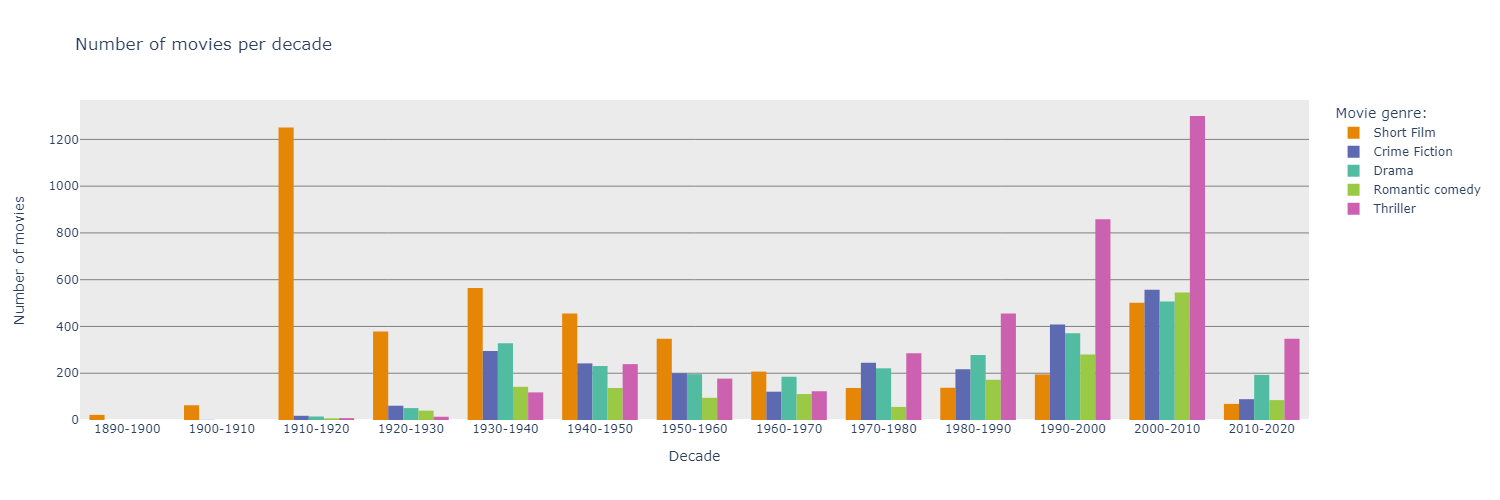 Number of movies per decade
Movie genre:
Short Film
Crime Fiction
Drama
Romantic comedy
Thriller
Number of movies
1200
1000
800
600
400
200
0
1890-1900 1900-1910 1910-1920 1920-1930 1930-1940 1940-1950 1950-1960 1960-1970 1970-1980 1980-1990 1990-2000 2000-2010 2010-2020
Decade